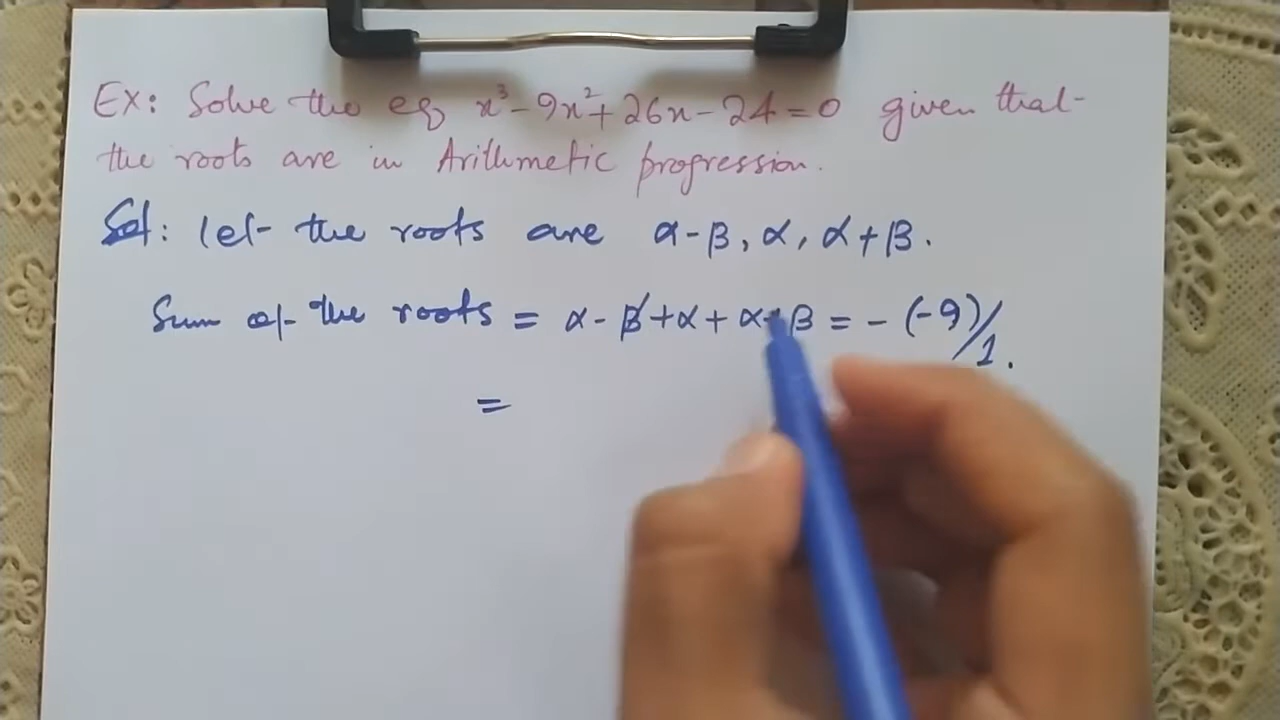 Ex: Solve the eq x³-9x²+26x-24=0 given that
the roots are in Arithmetic progression.
Sol: let the roots are α-β, α, α+β.
Sum of the roots = α-β+α+α+β = -(-9)/1.
=